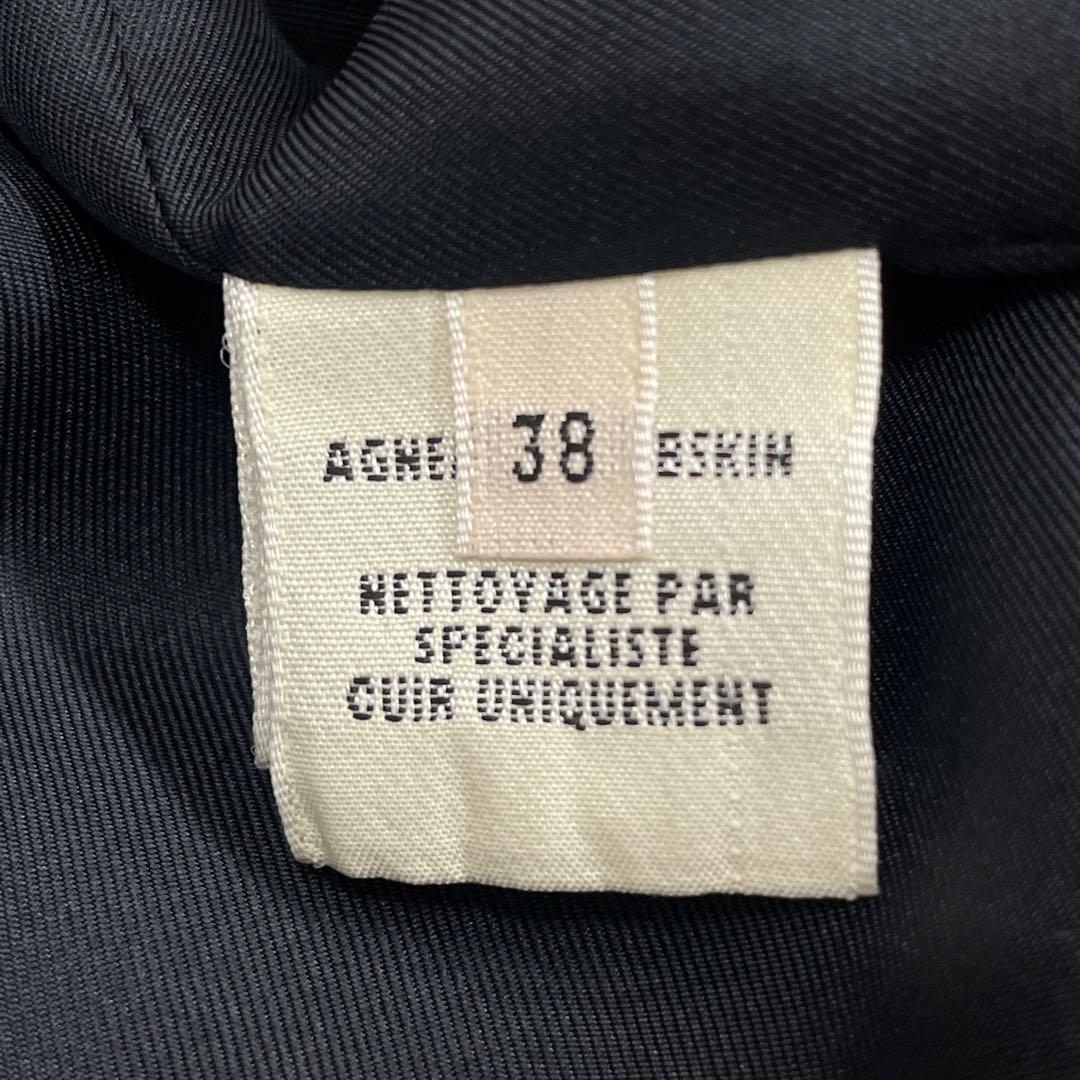 38
AGNE BSKIN
NETTOYAGE PAR
SPECIALISTE
CUIR UNIQUEMENT